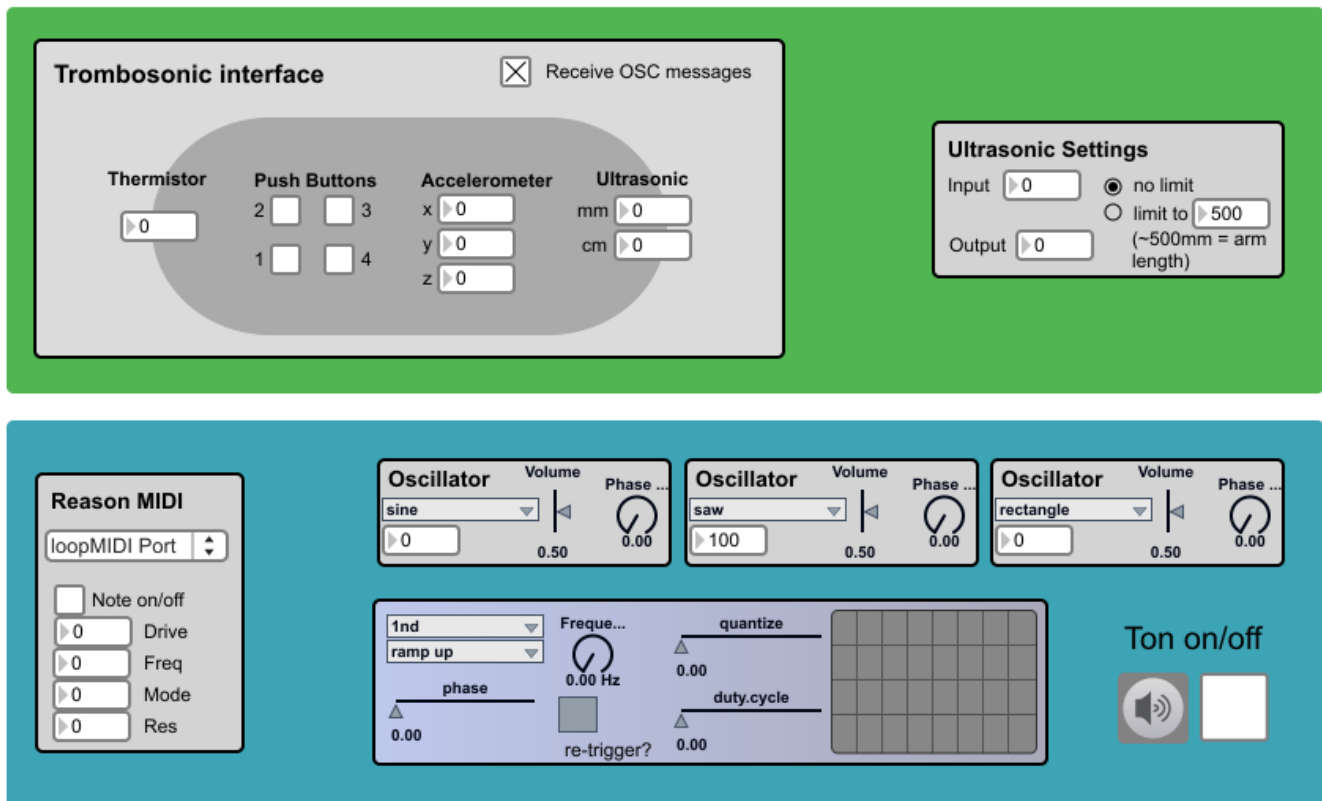 Trombosonic interface
Receive OSC messages
Thermistor
0
Push Buttons
2 3
1 4
Accelerometer
x 0
y 0
z 0
Ultrasonic
mm 0
cm 0
Ultrasonic Settings
Input 0
no limit
limit to 500
(~500mm = arm
length)
Output 0
Reason MIDI
loopMIDI Port
Note on/off
0 Drive
0 Freq
0 Mode
0 Res
Oscillator
Volume
Phase ...
sine
0
0.50
0.00
Oscillator
Volume
Phase ...
saw
100
0.50
0.00
Oscillator
Volume
Phase ...
rectangle
0
0.50
0.00
1nd
ramp up
phase
0.00
Freque...
0.00 Hz
re-trigger?
quantize
0.00
duty.cycle
0.00
Ton on/off